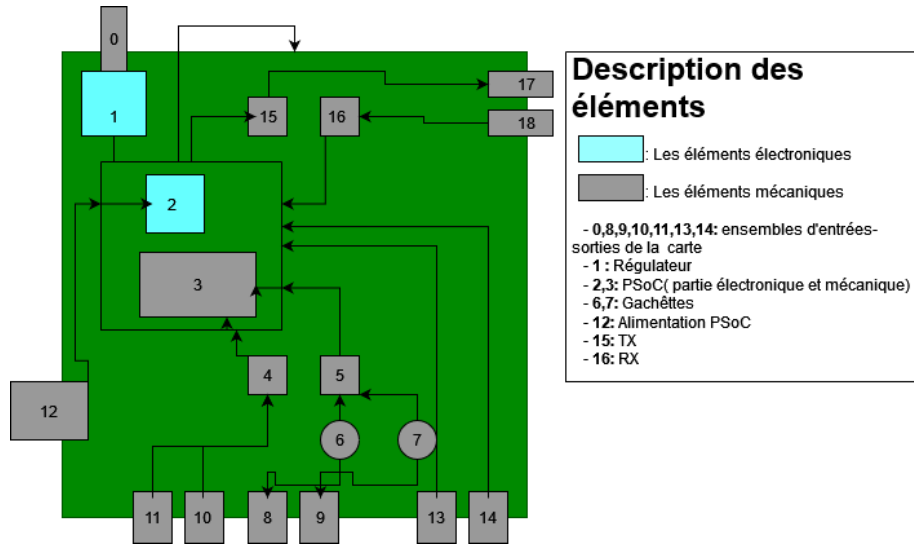 0
1
15
16
17
18
2
3
4
5
12
6
7
11
10
8
9
13
14
Description des
éléments
: Les éléments électroniques
: Les éléments mécaniques
- 0,8,9,10,11,13,14: ensembles d'entrées-
sorties de la carte
- 1 : Régulateur
- 2,3: PSoC( partie électronique et mécanique)
- 6,7: Gachêttes
- 12: Alimentation PSoC
- 15: TX
- 16: RX